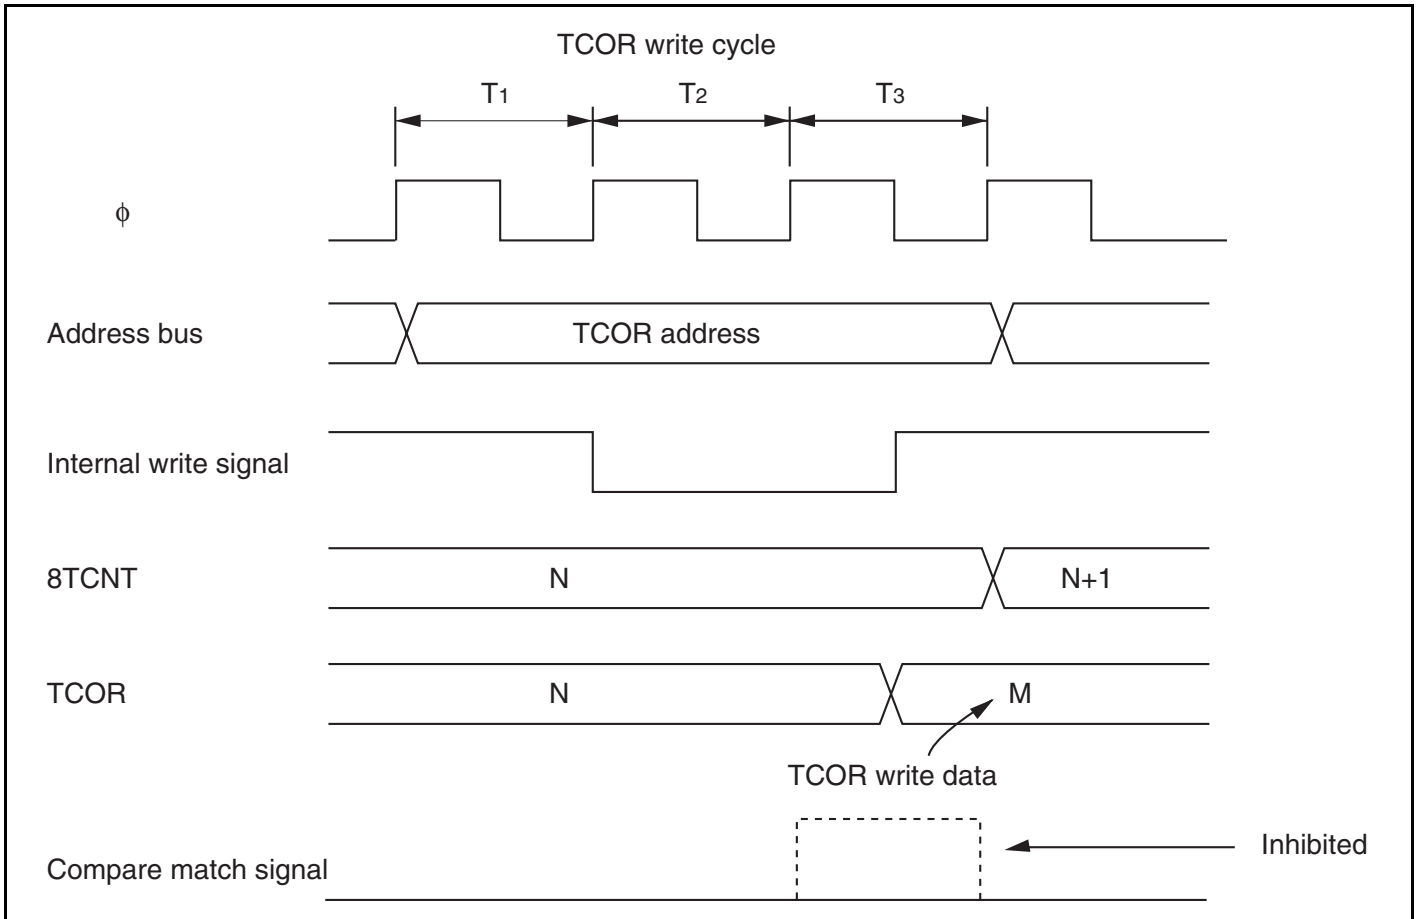 TCOR write cycle
T1 T2 T3
ϕ
Address bus TCOR address
Internal write signal
8TCNT N N+1
TCOR N M
TCOR write data
Inhibited
Compare match signal